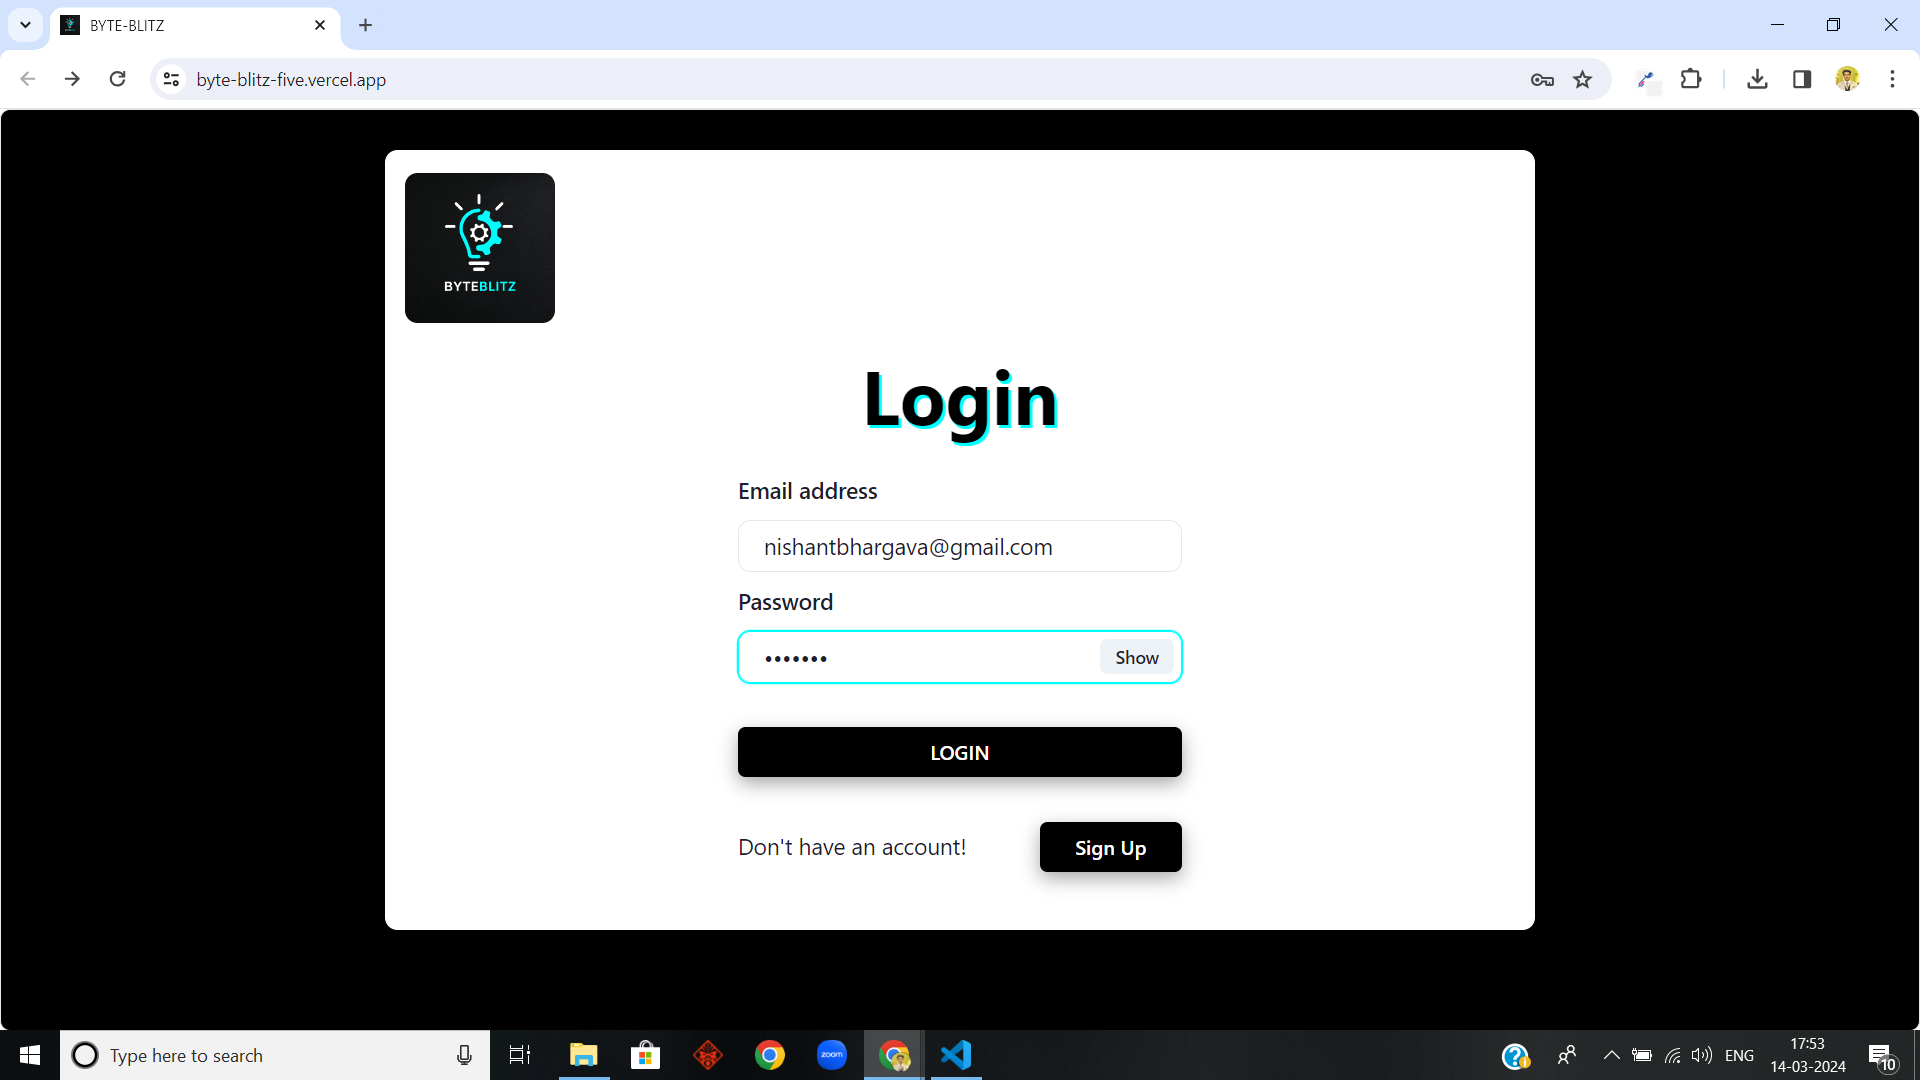 BYTE-BLITZ
byte-blitz-five.vercel.app
BYTEBLITZ
Login
Email address
nishantbhargava@gmail.com
Password
•••••••
Show
LOGIN
Don't have an account!
Sign Up
Type here to search
zoom
ENG
17:53
14-03-2024
10